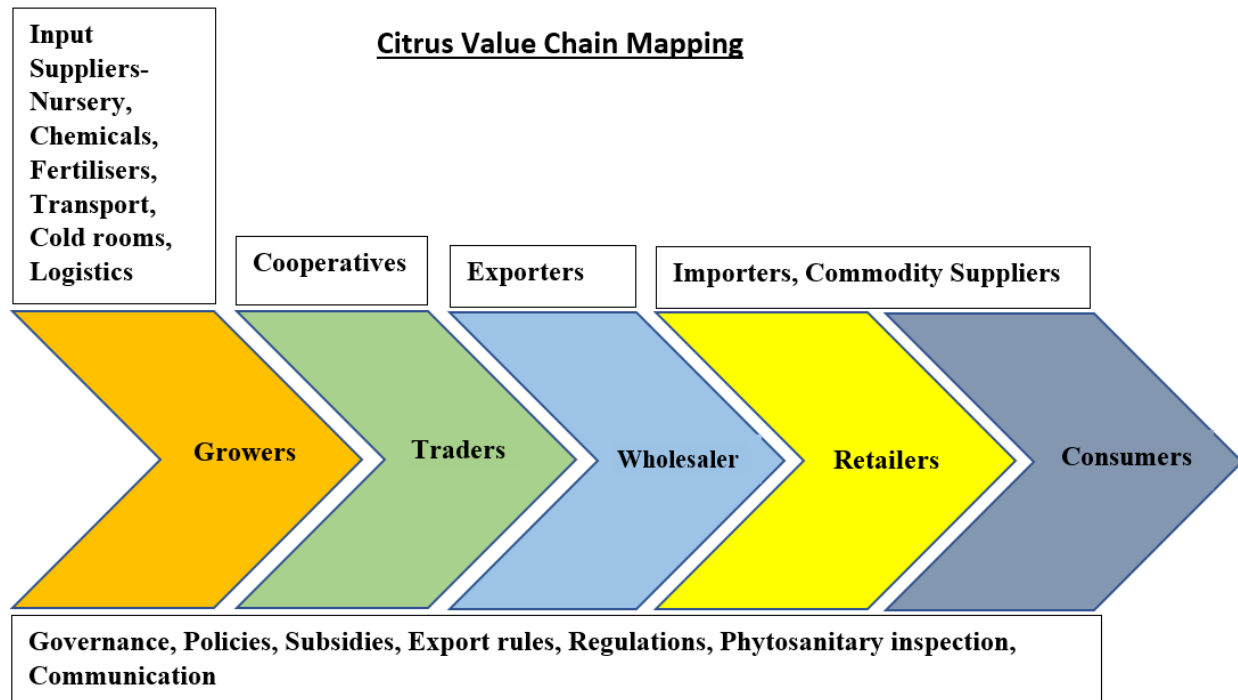 Citrus Value Chain Mapping
Input
Suppliers-
Nursery,
Chemicals,
Fertilisers,
Transport,
Cold rooms,
Logistics
Cooperatives
Exporters
Importers, Commodity Suppliers
Growers
Traders
Wholesaler
Retailers
Consumers
Governance, Policies, Subsidies, Export rules, Regulations, Phytosanitary inspection,
Communication